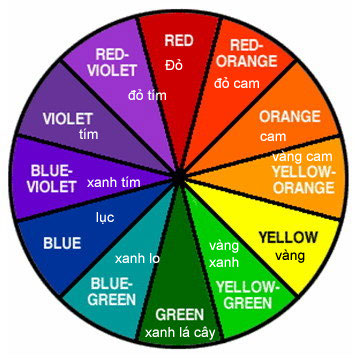 RED
Đỏ
RED-
ORANGE
đỏ cam
ORANGE
cam
vàng cam
YELLOW-
ORANGE
YELLOW
vàng
vàng
xanh
YELLOW-
GREEN
GREEN
xanh lá cây
xanh lo
BLUE-
GREEN
lục
BLUE
BLUE-
VIOLET
xanh tím
VIOLET
tím
RED-
VIOLET
đỏ tím